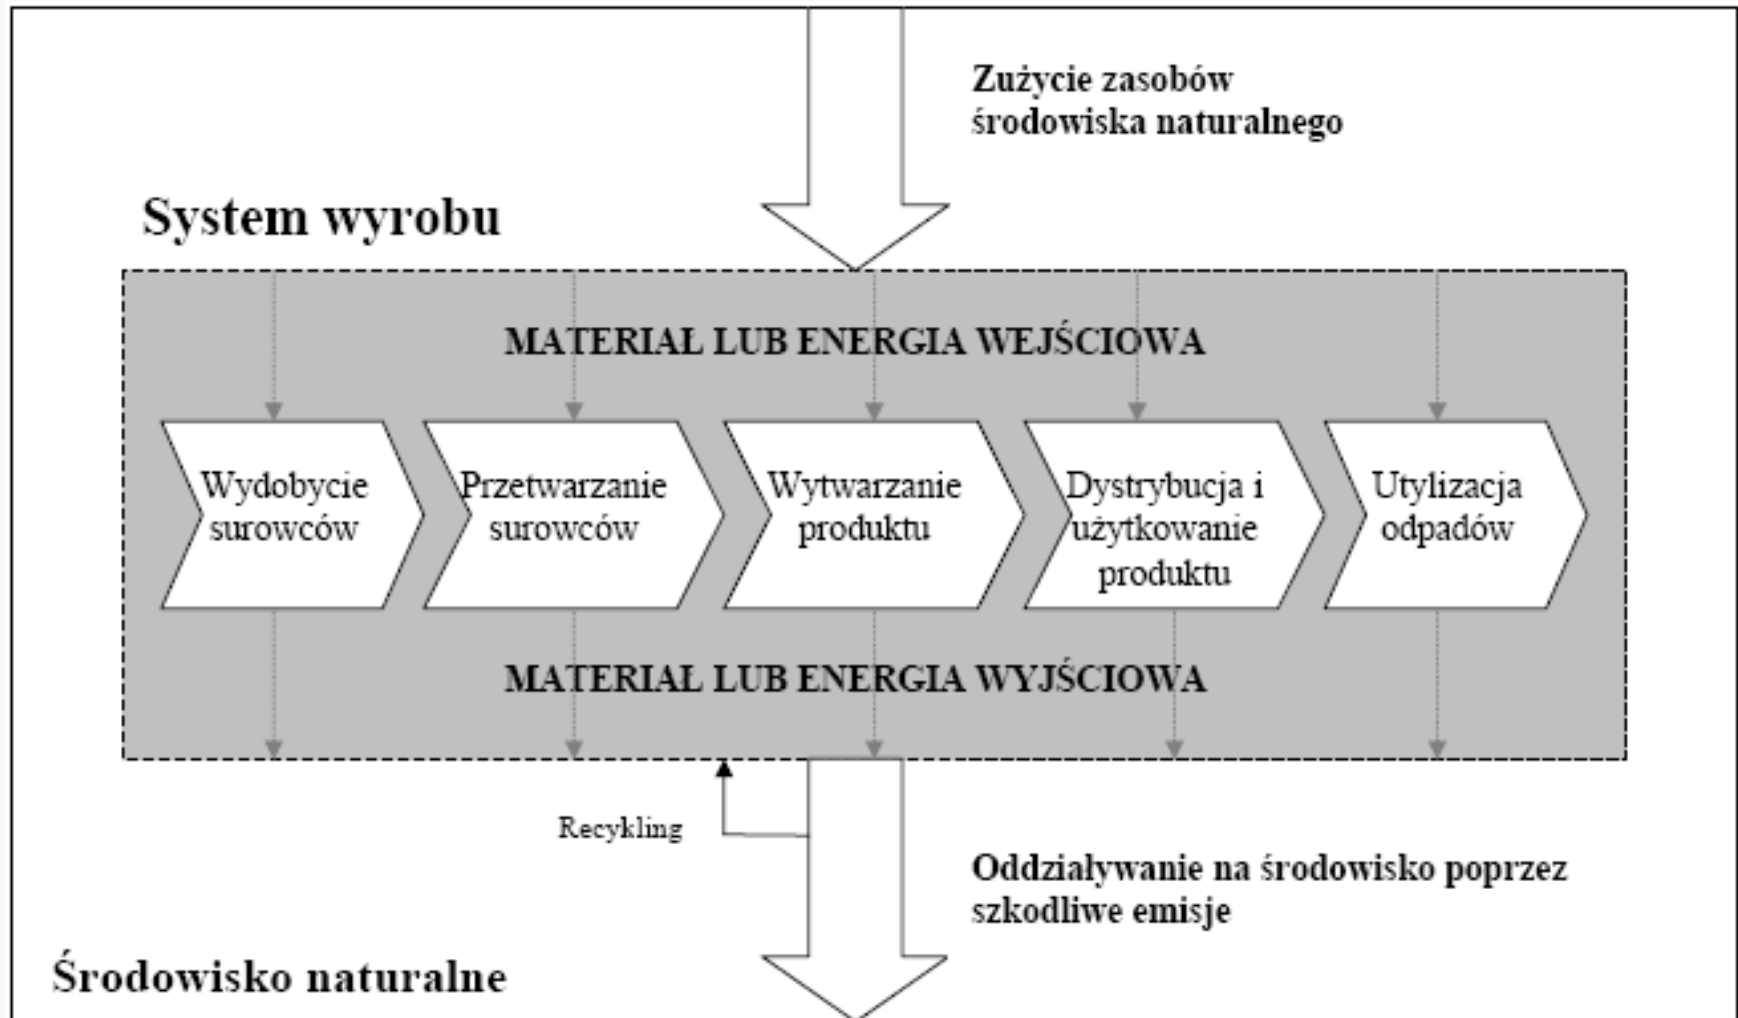 Zużycie zasobów
środowiska naturalnego
System wyrobu
MATERIAŁ LUB ENERGIA WEJŚCIOWA
Wydobycie
surowców
Przetwarzanie
surowców
Wytwarzanie
produktu
Dystrybucja i
użytkowanie
produktu
Utylizacja
odpadów
MATERIAŁ LUB ENERGIA WYJŚCIOWA
Recykling
Oddziaływanie na środowisko poprzez
szkodliwe emisje
Środowisko naturalne